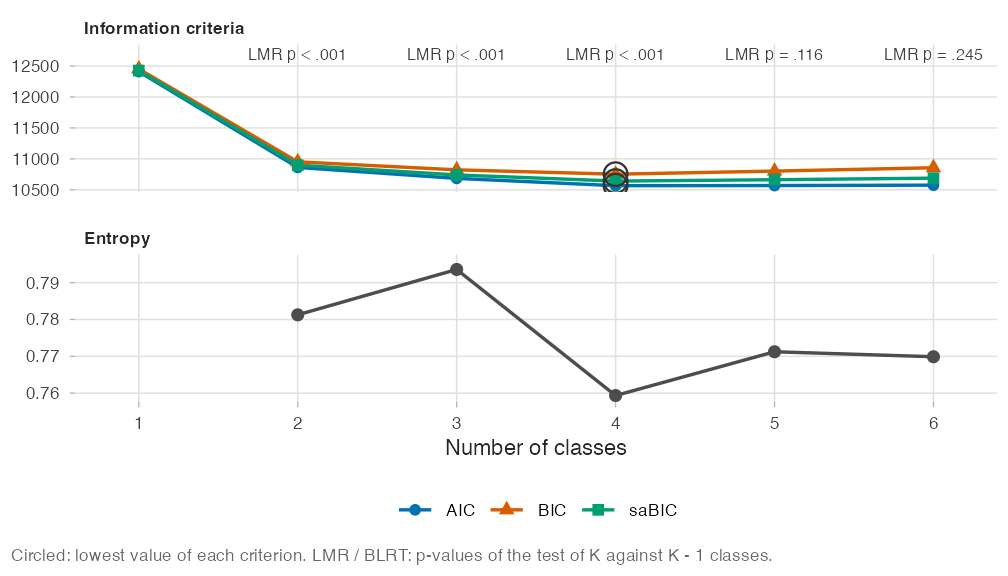 Information criteria
LMR p < .001 LMR p < .001 LMR p < .001 LMR p = .116 LMR p = .245
12500
12000
11500
11000
10500
Entropy
0.79
0.78
0.77
0.76
1 2 3 4 5 6
Number of classes
AIC BIC saBIC
Circled: lowest value of each criterion. LMR / BLRT: p-values of the test of K against K - 1 classes.